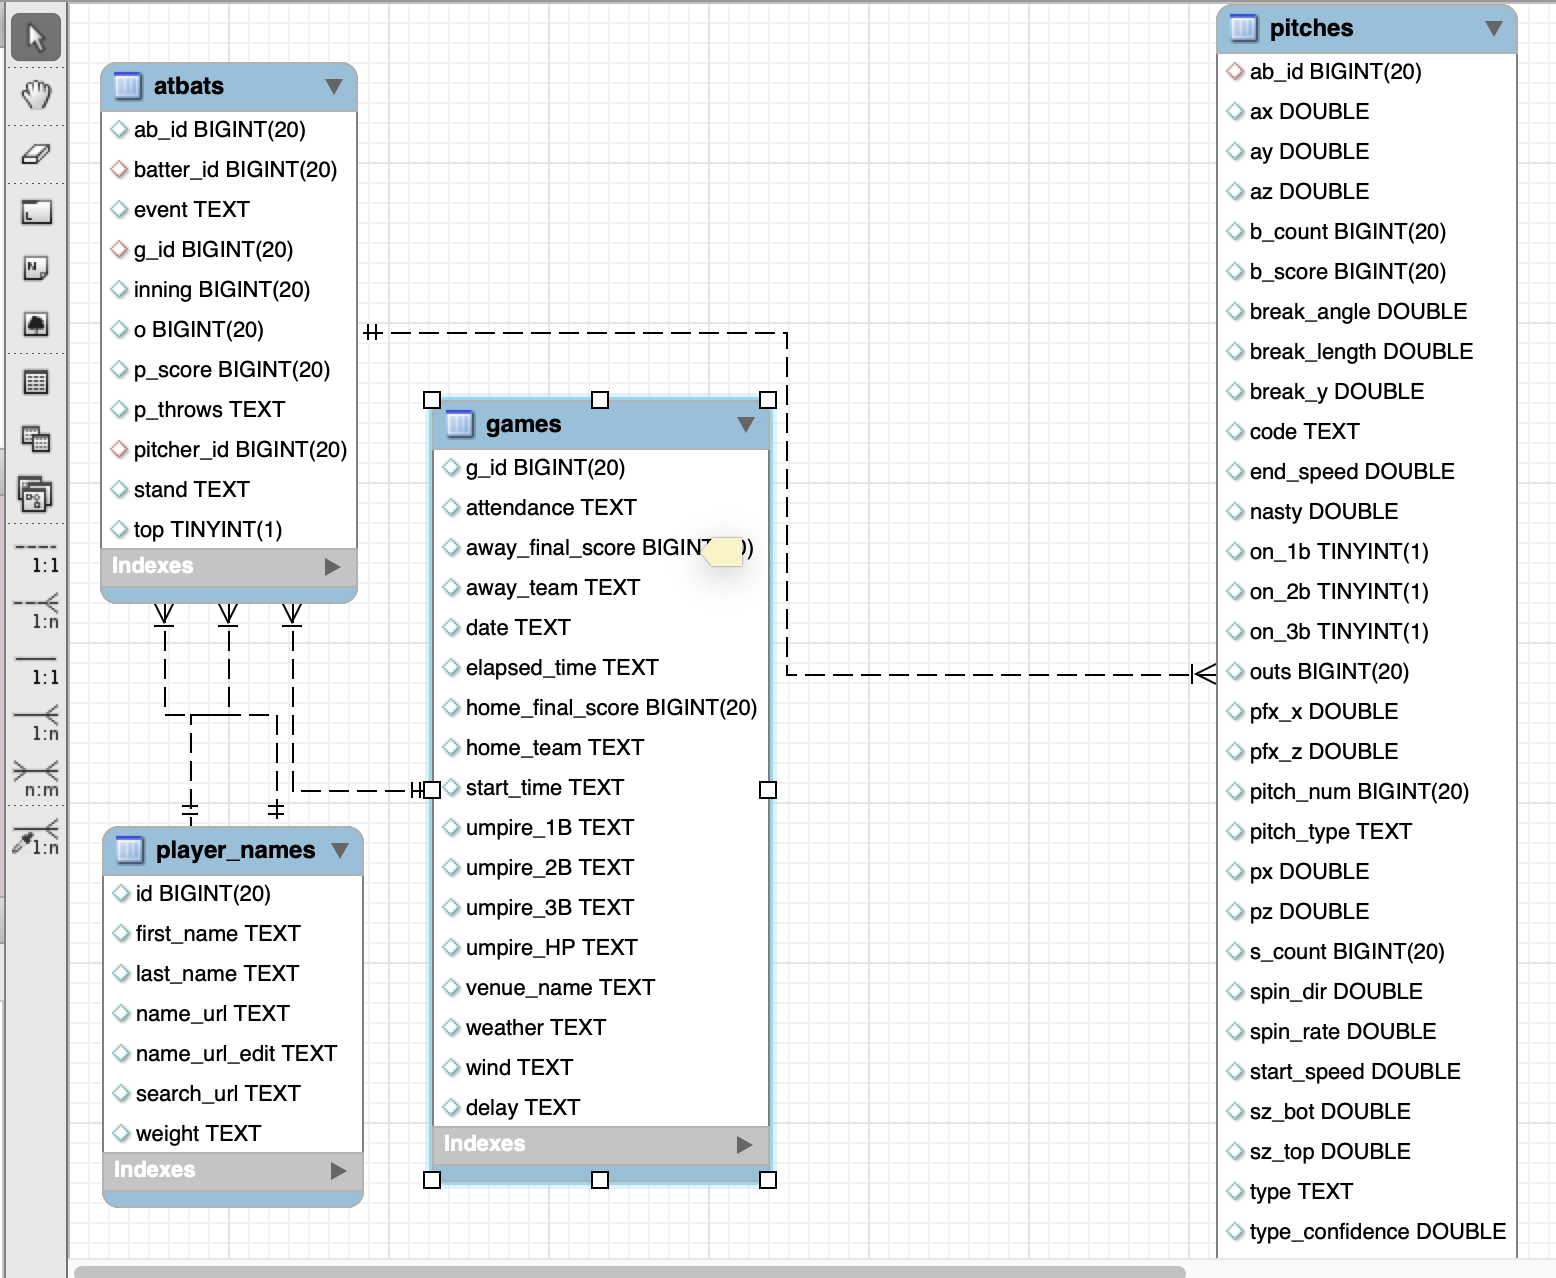 atbats
ab_id BIGINT(20)
batter_id BIGINT(20)
event TEXT
g_id BIGINT(20)
inning BIGINT(20)
o BIGINT(20)
p_score BIGINT(20)
p_throws TEXT
pitcher_id BIGINT(20)
stand TEXT
top TINYINT(1)
Indexes
player_names
id BIGINT(20)
first_name TEXT
last_name TEXT
name_url TEXT
name_url_edit TEXT
search_url TEXT
weight TEXT
Indexes
games
g_id BIGINT(20)
attendance TEXT
away_final_score
away_team TEXT
date TEXT
elapsed_time TEXT
home_final_score BIGINT(20)
home_team TEXT
start_time TEXT
umpire_1B TEXT
umpire_2B TEXT
umpire_3B TEXT
umpire_HP TEXT
venue_name TEXT
weather TEXT
wind TEXT
delay TEXT
Indexes
pitches
ab_id BIGINT(20)
ax DOUBLE
ay DOUBLE
az DOUBLE
b_count BIGINT(20)
b_score BIGINT(20)
break_angle DOUBLE
break_length DOUBLE
break_y DOUBLE
code TEXT
end_speed DOUBLE
nasty DOUBLE
on_1b TINYINT(1)
on_2b TINYINT(1)
on_3b TINYINT(1)
outs BIGINT(20)
pfx_x DOUBLE
pfx_z DOUBLE
pitch_num BIGINT(20)
pitch_type TEXT
px DOUBLE
pz DOUBLE
s_count BIGINT(20)
spin_dir DOUBLE
spin_rate DOUBLE
start_speed DOUBLE
sz_bot DOUBLE
sz_top DOUBLE
type TEXT
type_confidence DOUBLE
L
N
1:1
1:n
1:1
1:n
n:m
1:n